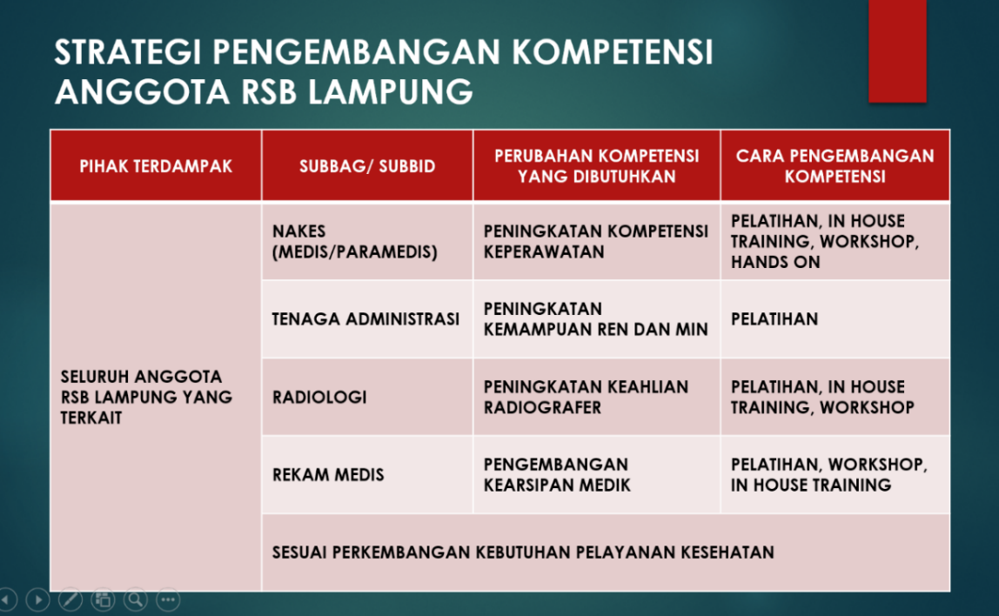 STRATEGI PENGEMBANGAN KOMPETENSI
ANGGOTA RSB LAMPUNG
PIHAK TERDAMPAK
SUBBAG/ SUBBID
PERUBAHAN KOMPETENSI
YANG DIBUTUHKAN
CARA PENGEMBANGAN
KOMPETENSI
SELURUH ANGGOTA
RSB LAMPUNG YANG
TERKAIT
NAKES
(MEDIS/PARAMEDIS)
PENINGKATAN KOMPETENSI
KEPERAWATAN
PELATIHAN, IN HOUSE
TRAINING, WORKSHOP,
HANDS ON
TENAGA ADMINISTRASI
PENINGKATAN
KEMAMPUAN REN DAN MIN
PELATIHAN
RADIOLOGI
PENINGKATAN KEAHLIAN
RADIOGRAFER
PELATIHAN, IN HOUSE
TRAINING, WORKSHOP
REKAM MEDIS
PENGEMBANGAN
KEARSIPAN MEDIK
PELATIHAN, WORKSHOP,
IN HOUSE TRAINING
SESUAI PERKEMBANGAN KEBUTUHAN PELAYANAN KESEHATAN